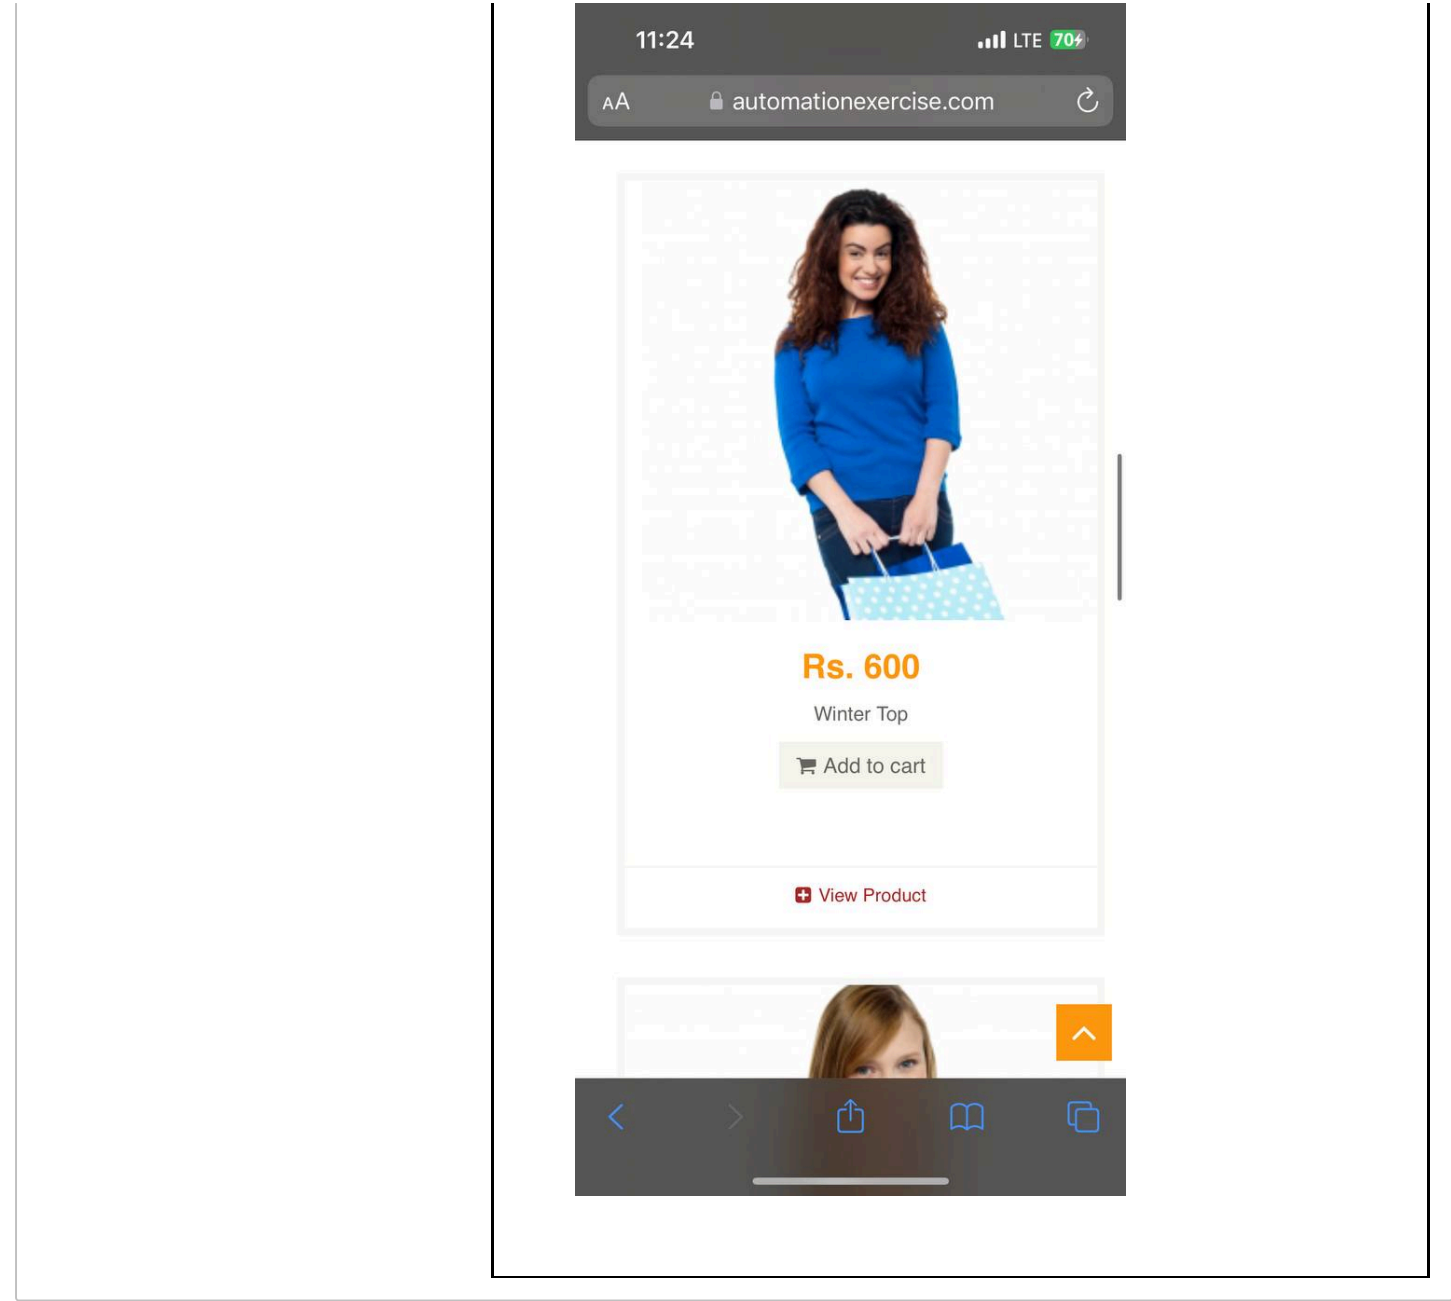 11:24 LTE 70
AA automationexercise.com
Rs. 600
Winter Top
Add to cart
View Product